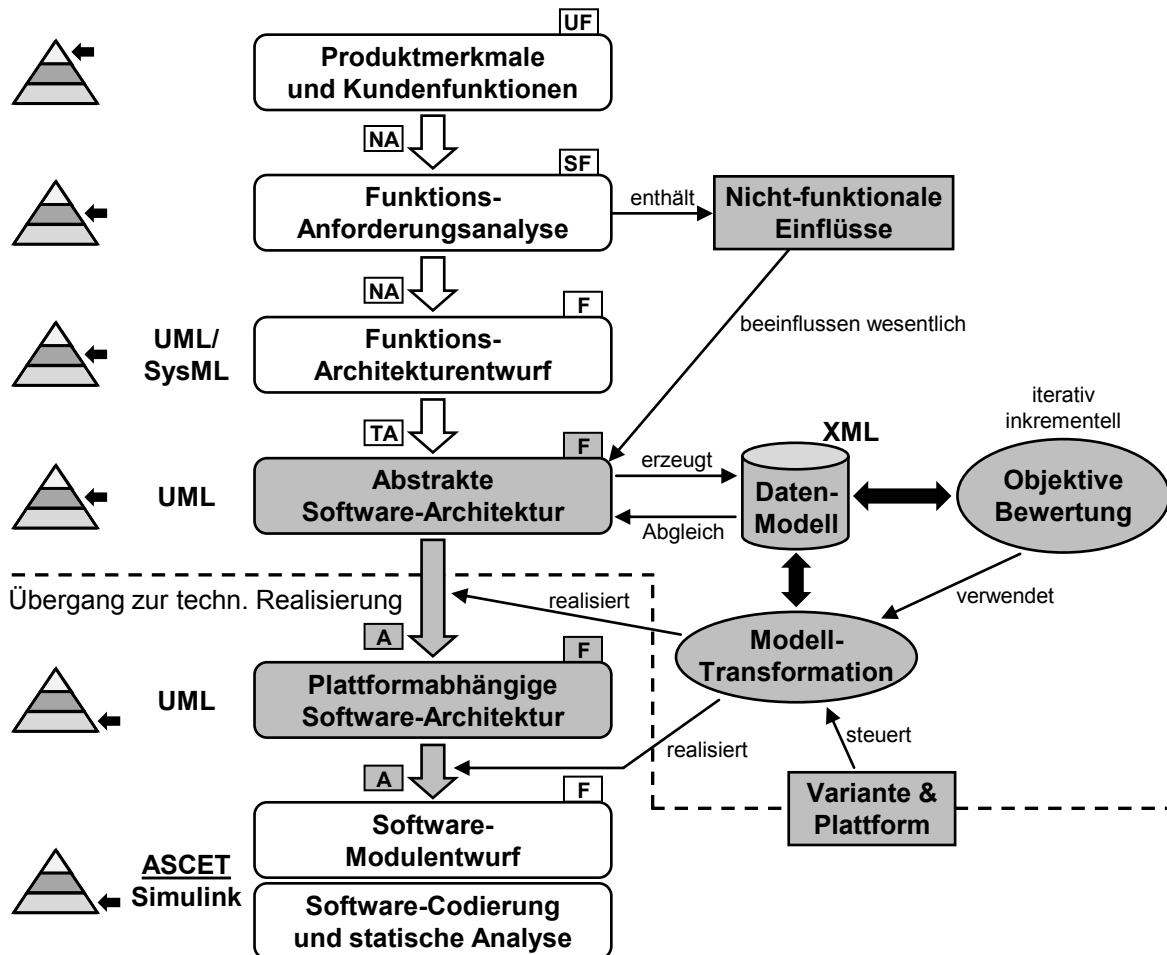 UF
Produktmerkmale
und Kundenfunktionen
NA
SF
Funktions-
Anforderungsanalyse
enthält
Nicht-funktionale
Einflüsse
NA
F
UML/
SysML
Funktions-
Architekturentwurf
beeinflussen wesentlich
TA
F
UML
Abstrakte
Software-Architektur
erzeugt
Abgleich
XML
Daten-
Modell
iterativ
inkrementell
Objektive
Bewertung
Übergang zur techn. Realisierung
realisiert
verwendet
Modell-
Transformation
A
F
UML
Plattformabhängige
Software-Architektur
realisiert
steuert
A
F
Variante &
Plattform
Software-
Modulentwurf
ASCET
Simulink
Software-Codierung
und statische Analyse